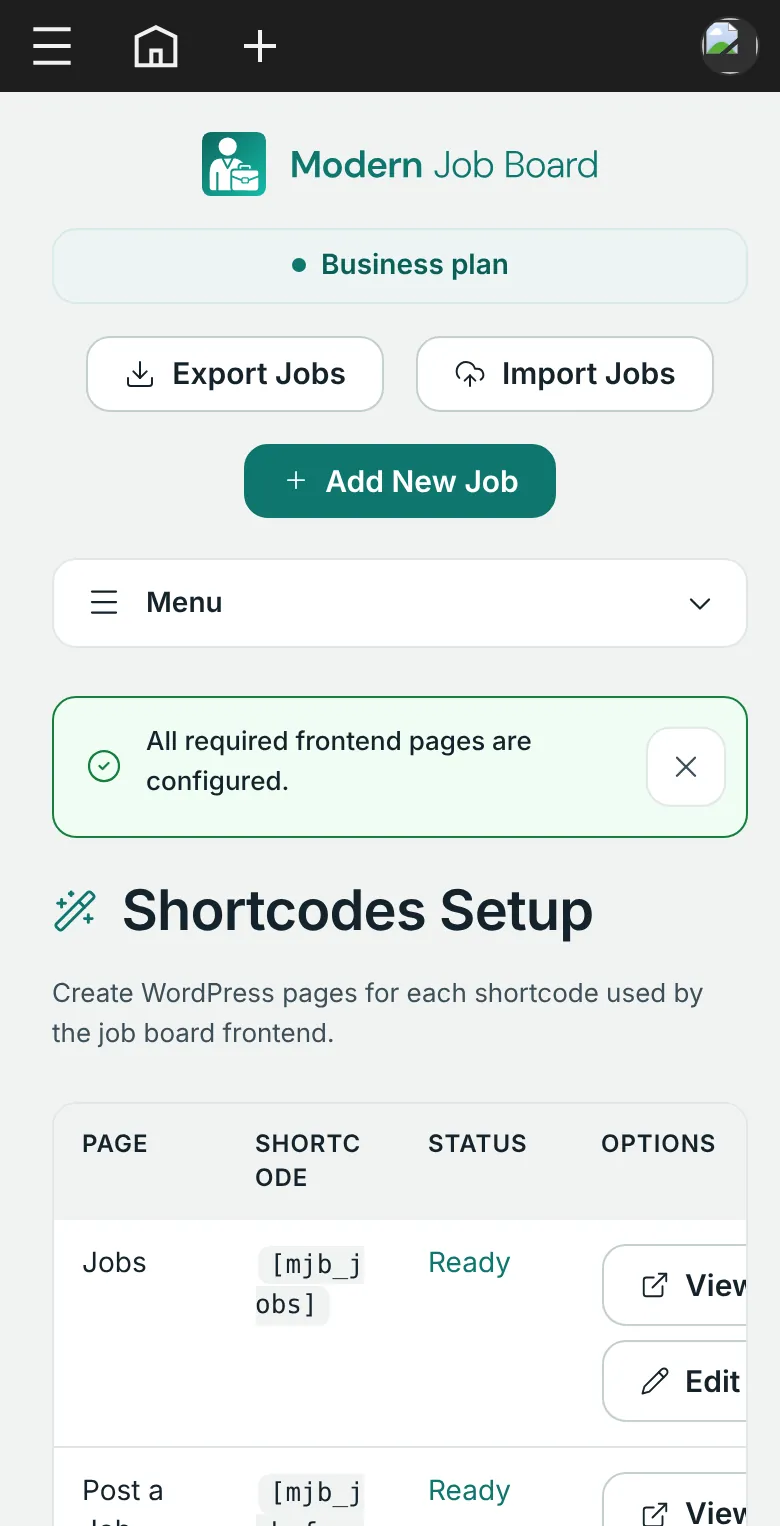 Modern Job Board
Business plan
Export Jobs
Import Jobs
Add New Job
Menu
All required frontend pages are
configured.
Shortcodes Setup
Create WordPress pages for each shortcode used by
the job board frontend.
PAGE
SHORTC
ODE
STATUS
OPTIONS
Jobs
[mjb_j
obs]
Ready
View
Edit
Post a
[mjb_j
Ready
View